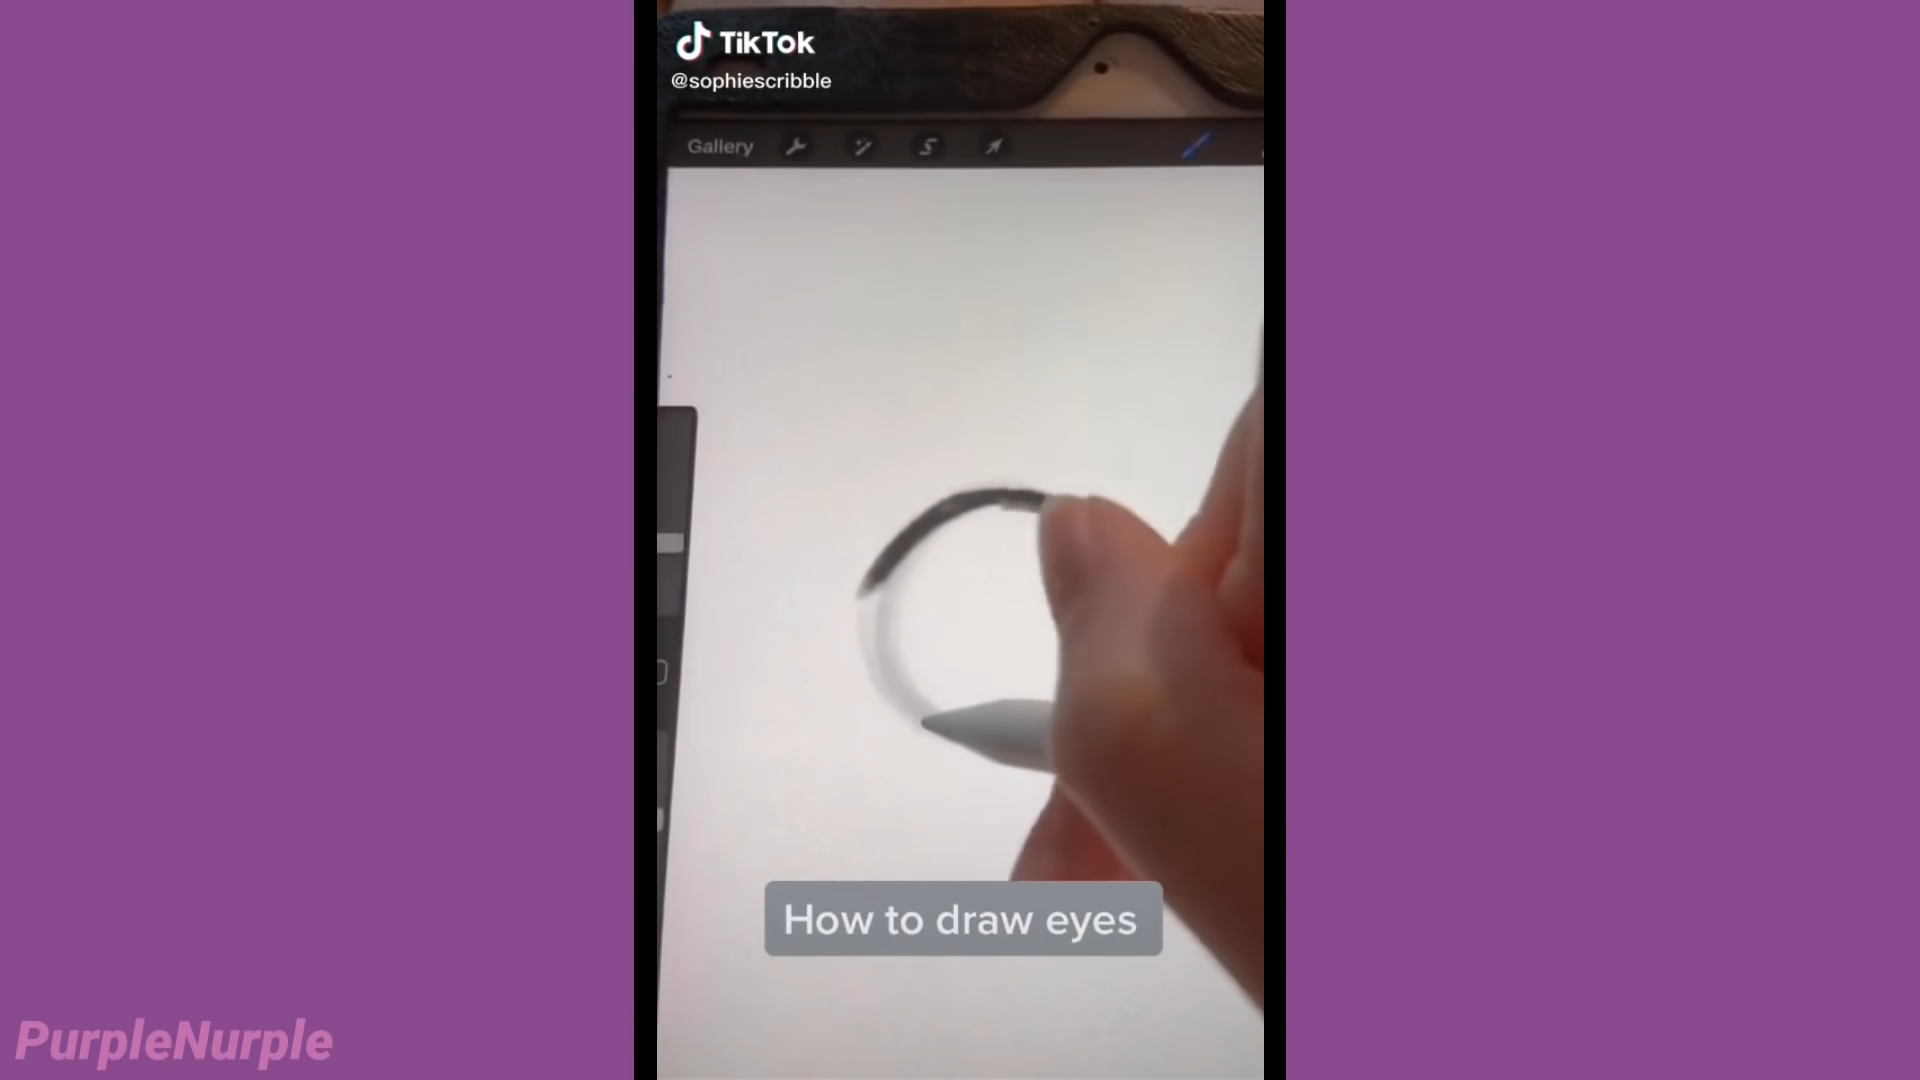 TikTok
@sophiescribble
Gallery
How to draw eyes
PurpleNurple